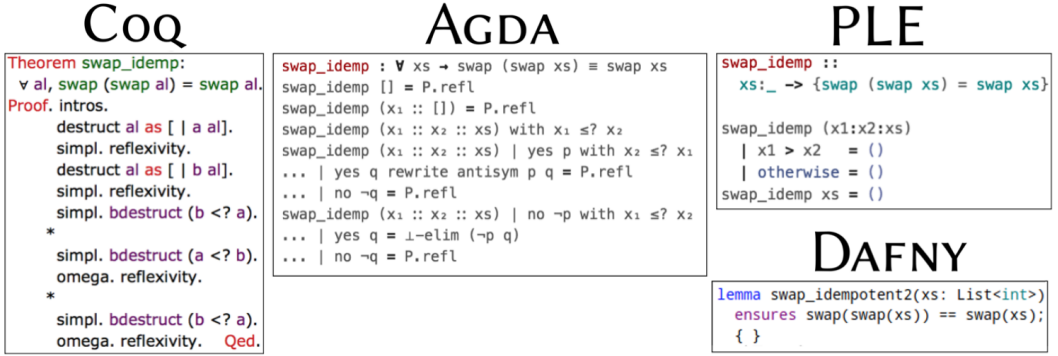 COQ
Theorem swap_idemp:
∀ al, swap (swap al) = swap al.
Proof. intros.
destruct al as [ | a al].
simpl. reflexivity.
destruct al as [ | b al].
simpl. reflexivity.
simpl. bdestruct (b <? a).
*
simpl. bdestruct (a <? b).
omega. reflexivity.
*
simpl. bdestruct (b <? a).
omega. reflexivity. Qed.
AGDA
swap_idemp : ∀ xs → swap (swap xs) ≡ swap xs
swap_idemp [] = P.refl
swap_idemp (x₁ :: []) = P.refl
swap_idemp (x₁ :: x₂ :: xs) with x₁ ≤? x₂
swap_idemp (x₁ :: x₂ :: xs) | yes p with x₂ ≤? x₁
... | yes q rewrite antisym p q = P.refl
... | no ¬q = P.refl
swap_idemp (x₁ :: x₂ :: xs) | no ¬p with x₁ ≤? x₂
... | yes q = ⊥-elim (¬p q)
... | no ¬q = P.refl
PLE
swap_idemp ::
xs:_ -> {swap (swap xs) = swap xs}
swap_idemp (x1:x2:xs)
| x1 > x2 = ()
| otherwise = ()
swap_idemp xs = ()
DAFNY
lemma swap_idempotent2(xs: List<int>)
ensures swap(swap(xs)) == swap(xs);
{ }